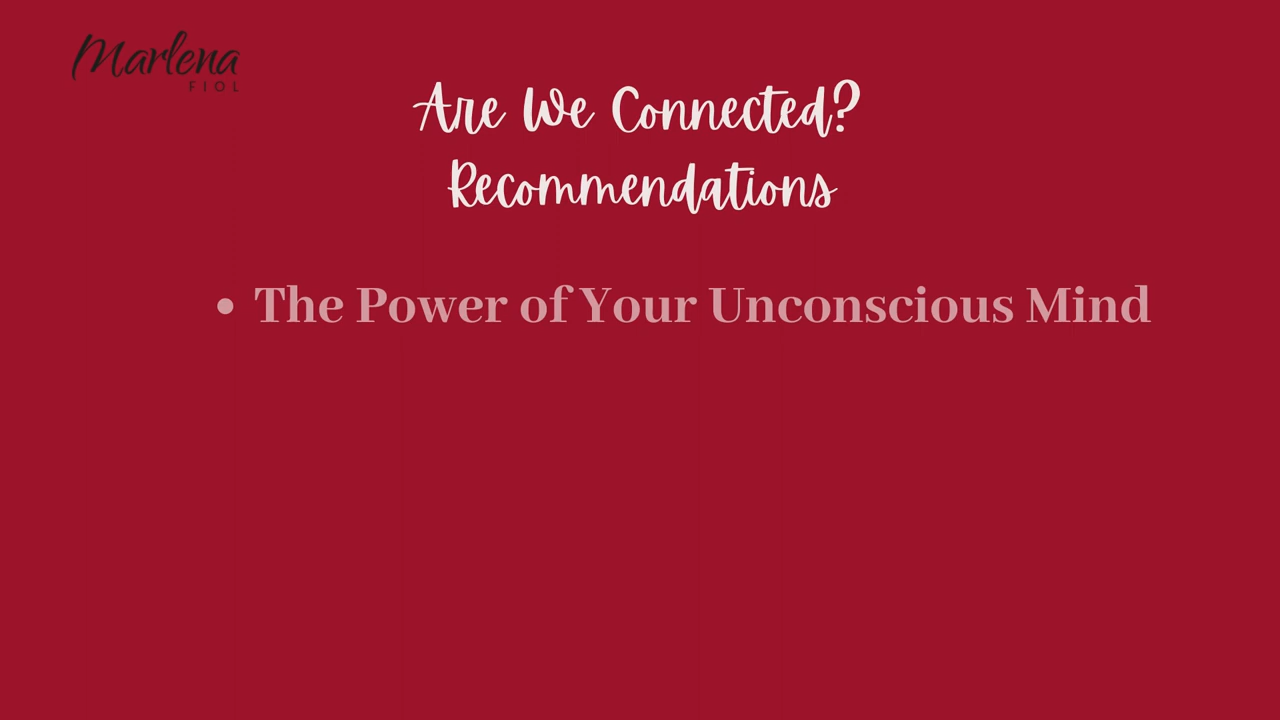 Marlena
FIOL
Are We Connected?
Recommendations
• The Power of Your Unconscious Mind